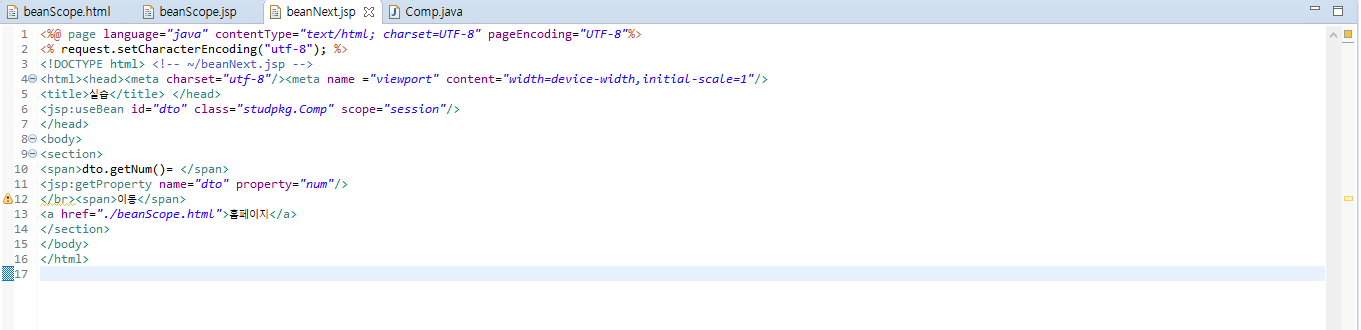 beanScope.html beanScope.jsp beanNext.jsp Comp.java
1 <%@ page language="java" contentType="text/html; charset=UTF-8" pageEncoding="UTF-8"%>
2 <% request.setCharacterEncoding("utf-8"); %>
3 <!DOCTYPE html> <!-- ~/beanNext.jsp -->
4 <html><head><meta charset="utf-8"/><meta name ="viewport" content="width=device-width,initial-scale=1"/>
5 <title>실습</title> </head>
6 <jsp:useBean id="dto" class="studpkg.Comp" scope="session"/>
7 </head>
8 <body>
9 <section>
10 <span>dto.getNum()= </span>
11 <jsp:getProperty name="dto" property="num"/>
12 </br><span>이동</span>
13 <a href="./beanScope.html">홈페이지</a>
14 </section>
15 </body>
16 </html>
17